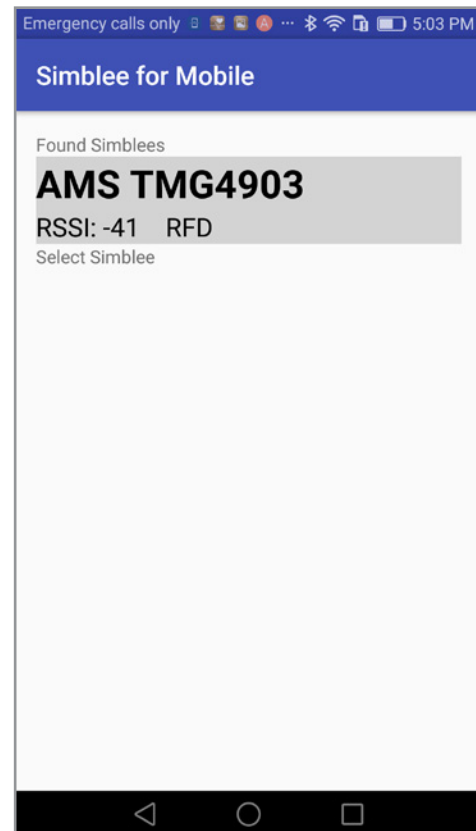 Emergency calls only ... 5:03 PM
Simblee for Mobile
Found Simblees
AMS TMG4903
RSSI: -41 RFD
Select Simblee